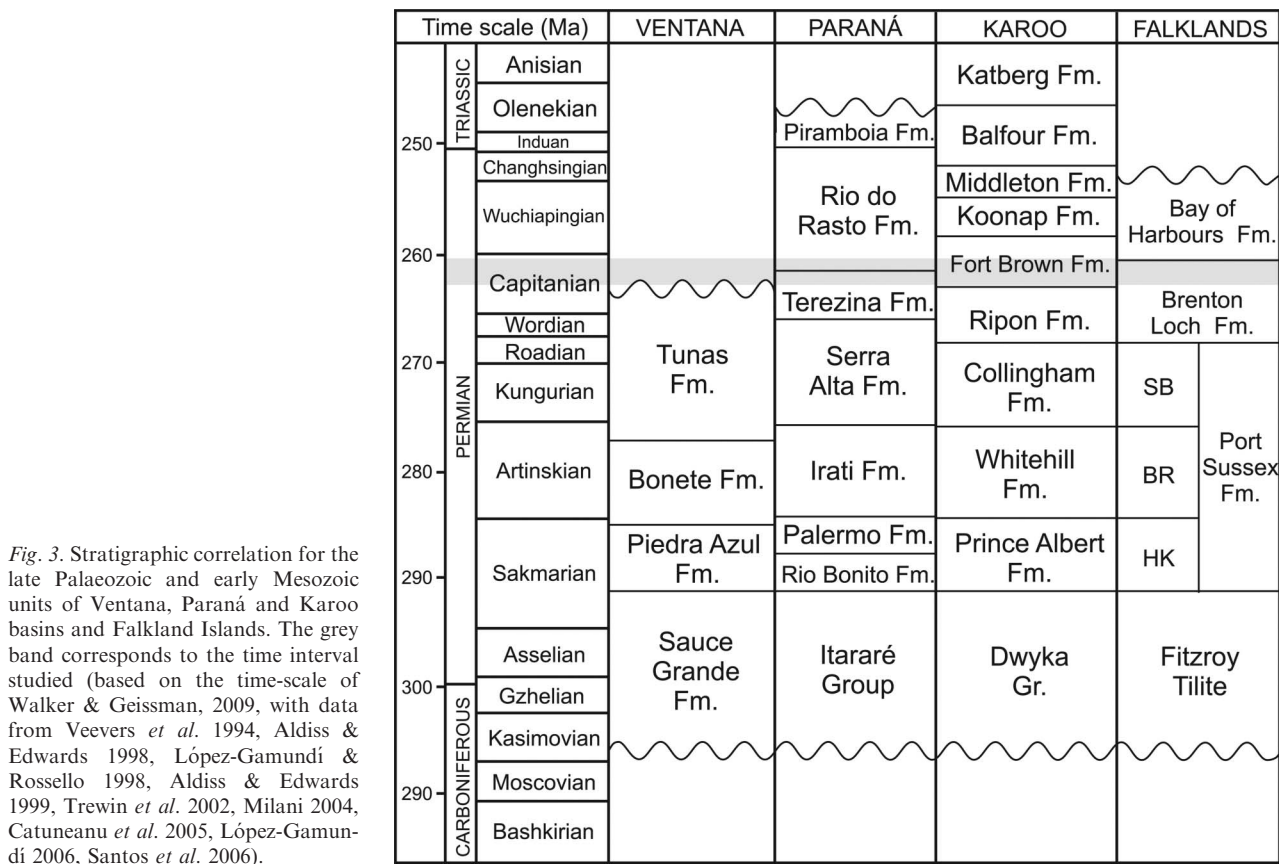 Time scale (Ma) VENTANA PARANÁ KAROO FALKLANDS
TRIASSIC
Anisian
Olenekian
Induan
250
PERMIAN
Changhsingian
Wuchiapingian
260
Capitanian
Wordian
Roadian
270
Kungurian
280
Artinskian
290
Sakmarian
Asselian
300
CARBONIFEROUS
Gzhelian
Kasimovian
Moscovian
290
Bashkirian
Tunas
Fm.
Bonete Fm.
Piedra Azul
Fm.
Sauce
Grande
Fm.
Piramboia Fm.
Rio do
Rasto Fm.
Terezina Fm.
Serra
Alta Fm.
Irati Fm.
Palermo Fm.
Rio Bonito Fm.
Itararé
Group
Katberg Fm.
Balfour Fm.
Middleton Fm.
Koonap Fm.
Fort Brown Fm.
Ripon Fm.
Collingham
Fm.
Whitehill
Fm.
Prince Albert
Fm.
Dwyka
Gr.
Bay of
Harbours Fm.
Brenton
Loch Fm.
SB
BR
HK
Port
Sussex
Fm.
Fitzroy
Tilite
Fig. 3. Stratigraphic correlation for the
late Palaeozoic and early Mesozoic
units of Ventana, Paraná and Karoo
basins and Falkland Islands. The grey
band corresponds to the time interval
studied (based on the time-scale of
Walker & Geissman, 2009, with data
from Veevers et al. 1994, Aldiss &
Edwards 1998, López-Gamundí &
Rossello 1998, Aldiss & Edwards
1999, Trewin et al. 2002, Milani 2004,
Catuneanu et al. 2005, López-Gamun-
dí 2006, Santos et al. 2006).